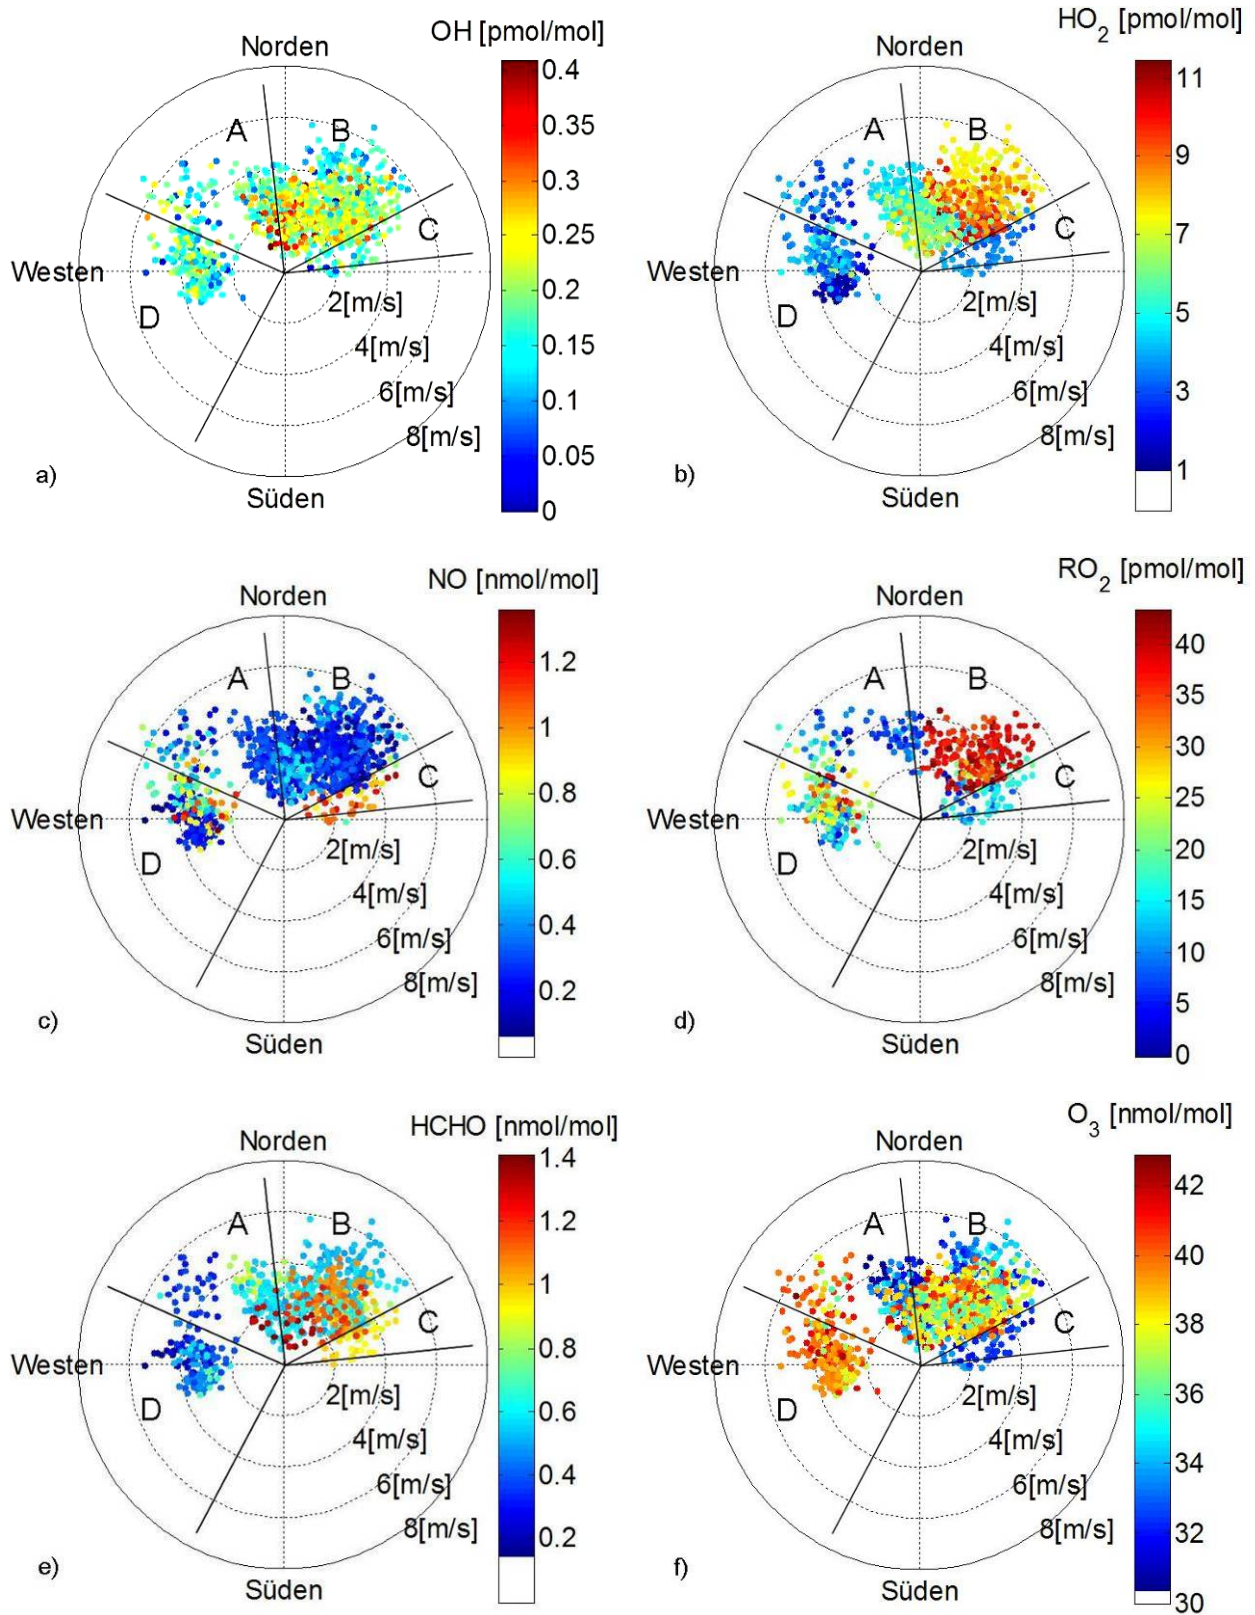 OH [pmol/mol]
Norden
A
B
C
D
Westen
2[m/s]
4[m/s]
6[m/s]
8[m/s]
Süden
0.4
0.35
0.3
0.25
0.2
0.15
0.1
0.05
0
a)
HO2 [pmol/mol]
Norden
A
B
C
D
Westen
2[m/s]
4[m/s]
6[m/s]
8[m/s]
Süden
11
9
7
5
3
1
b)
NO [nmol/mol]
Norden
A
B
C
D
Westen
2[m/s]
4[m/s]
6[m/s]
8[m/s]
Süden
1.2
1
0.8
0.6
0.4
0.2
c)
RO2 [pmol/mol]
Norden
A
B
C
D
Westen
2[m/s]
4[m/s]
6[m/s]
8[m/s]
Süden
40
35
30
25
20
15
10
5
0
d)
HCHO [nmol/mol]
Norden
A
B
C
D
Westen
2[m/s]
4[m/s]
6[m/s]
8[m/s]
Süden
1.4
1.2
1
0.8
0.6
0.4
0.2
e)
O3 [nmol/mol]
Norden
A
B
C
D
Westen
2[m/s]
4[m/s]
6[m/s]
8[m/s]
Süden
42
40
38
36
34
32
30
f)